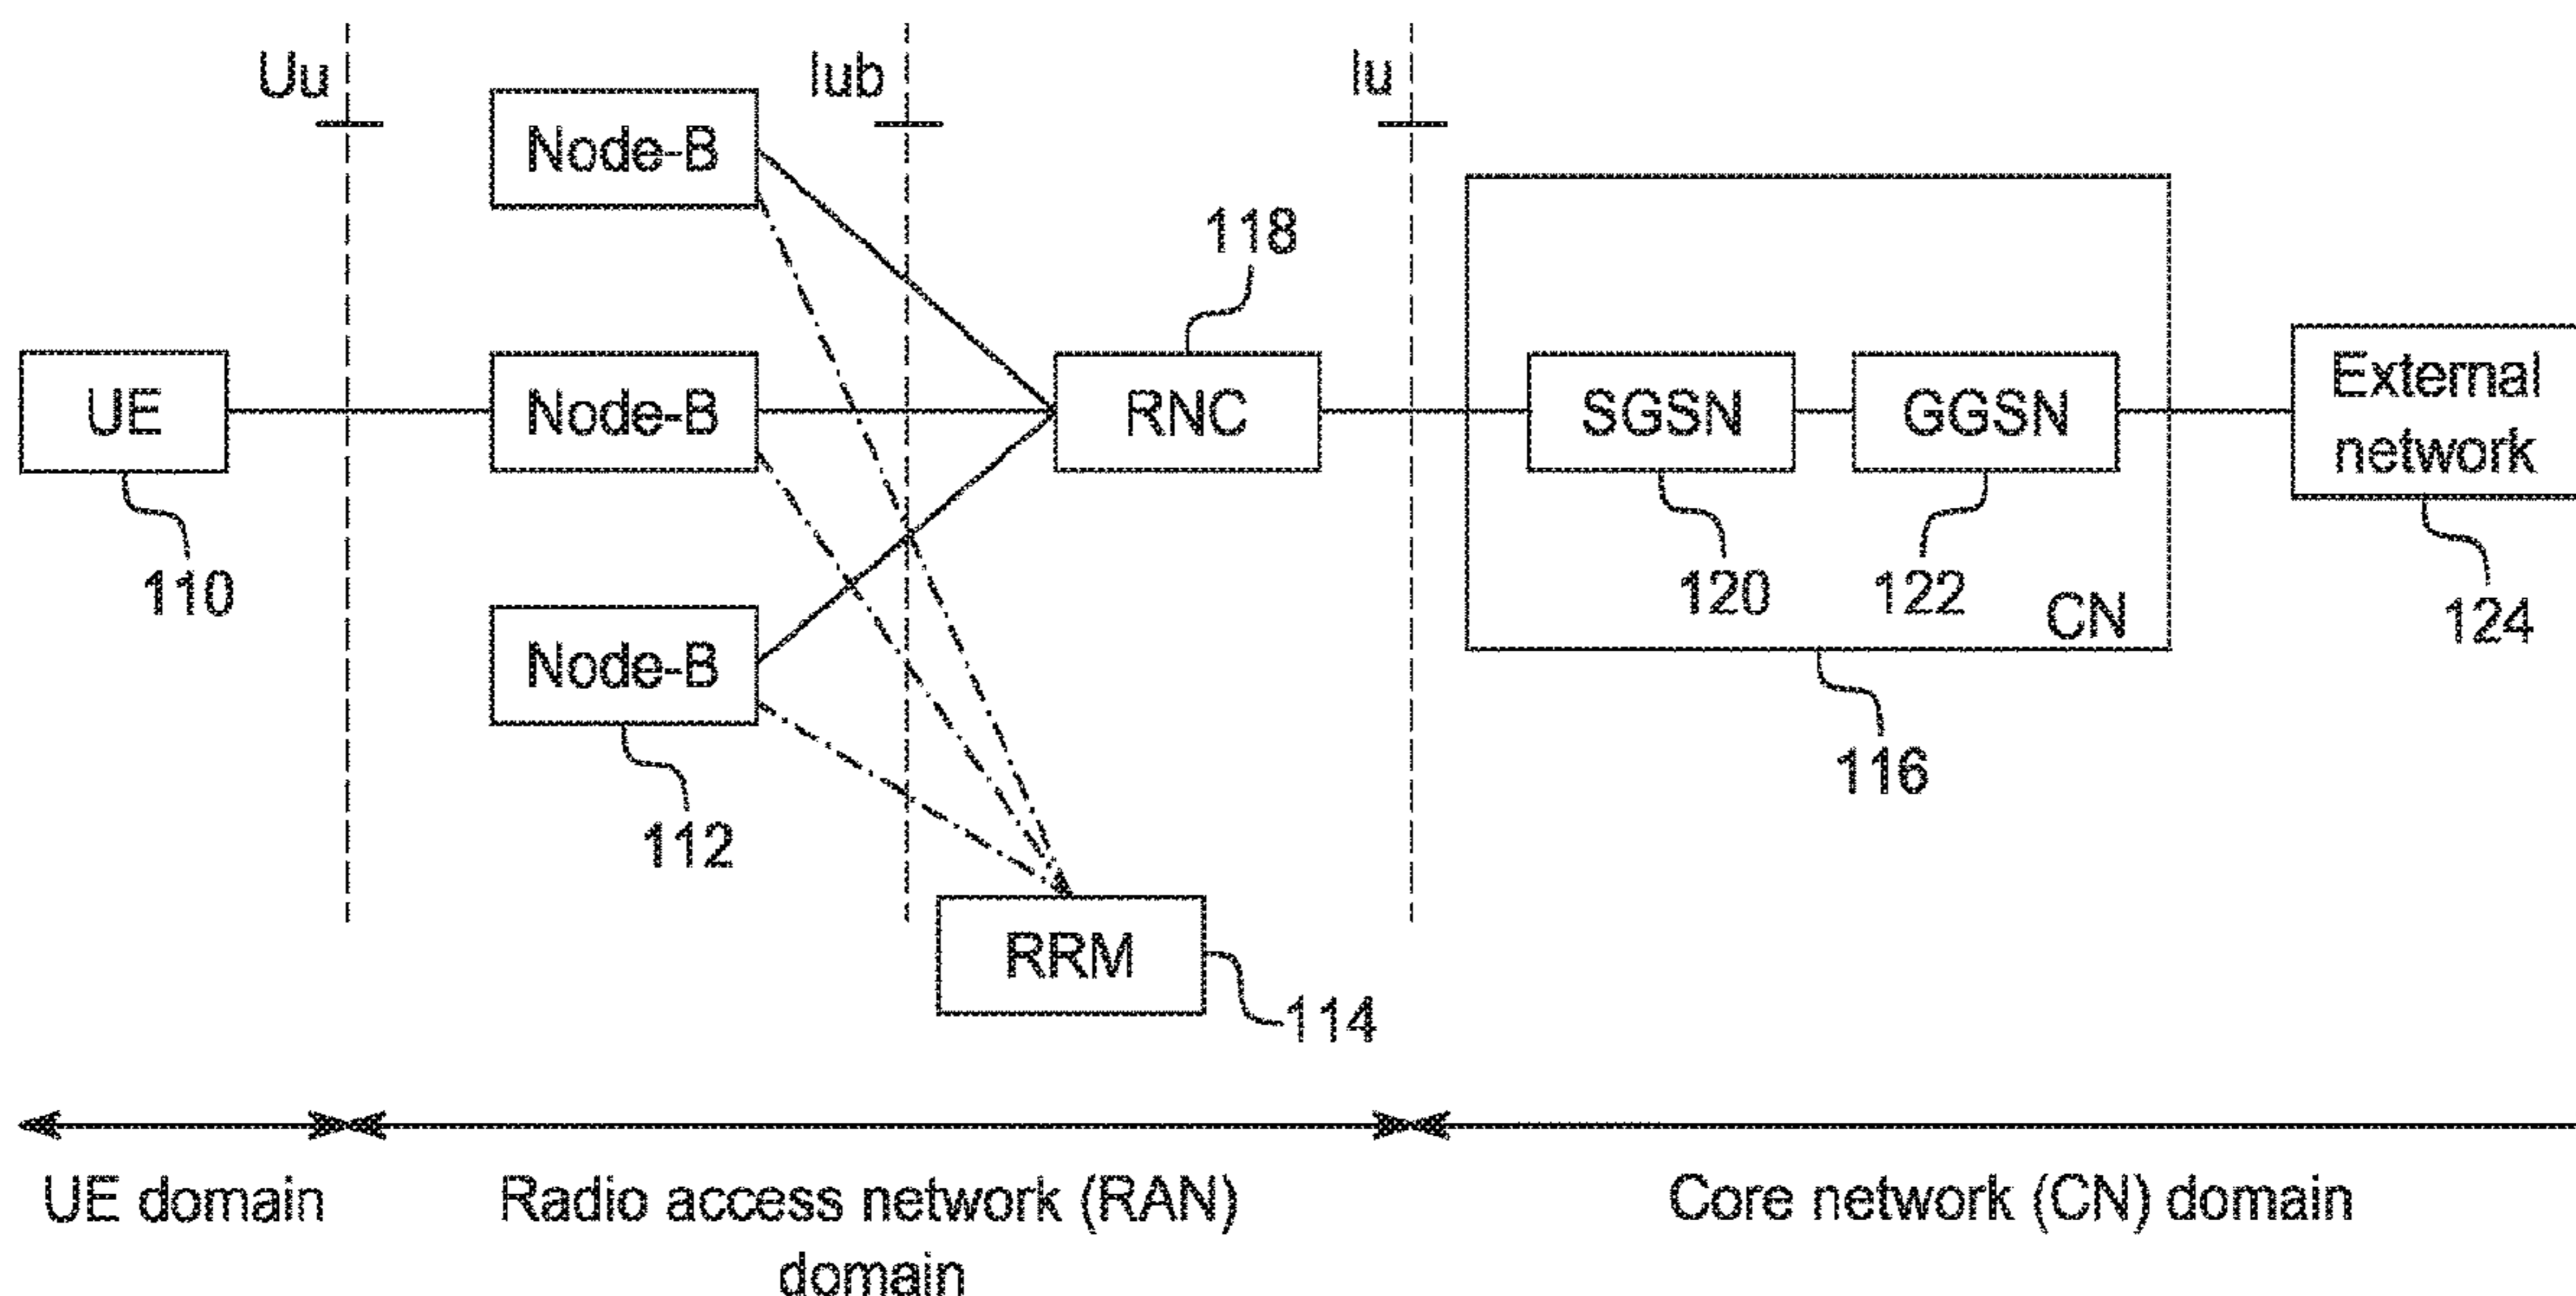 Uu
Iub
Iu
Node-B
118
UE
Node-B
RNC
SGSN
GGSN
External
network
110
120
122
CN
124
Node-B
116
112
RRM
114
UE domain
Radio access network (RAN)
domain
Core network (CN) domain